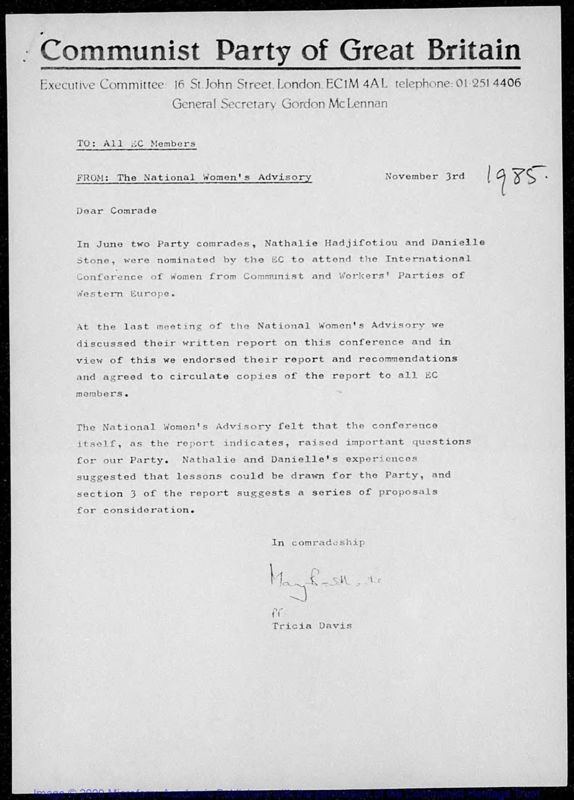 Communist Party of Great Britain
Executive Committee: 16 St. John Street, London, EC1M 4AL telephone: 01 251 4406
General Secretary Gordon McLennan
TO: All EC Members
FROM: The National Women's Advisory
November 3rd 1985.
Dear Comrade
In June two Party comrades, Nathalie Hadjifotiou and Danielle
Stone, were nominated by the EC to attend the International
Conference of Women from Communist and Workers' Parties of
Western Europe.
At the last meeting of the National Women's Advisory we
discussed their written report on this conference and in
view of this we endorsed their report and recommendations
and agreed to circulate copies of the report to all EC
members.
The National Women's Advisory felt that the conference
itself, as the report indicates, raised important questions
for our Party. Nathalie and Danielle's experiences
suggested that lessons could be drawn for the Party, and
section 3 of the report suggests a series of proposals
for consideration.
In comradeship
pp.
Tricia Davis